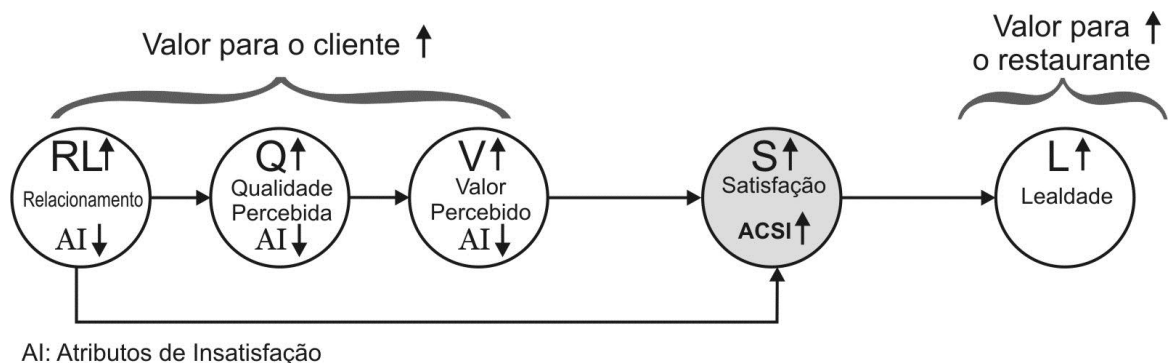 Valor para o cliente ↑
Valor para ↑
o restaurante
RL↑
Relacionamento
AI↓
Q↑
Qualidade
Percebida
AI↓
V↑
Valor
Percebido
AI↓
S↑
Satisfação
ACSI↑
L↑
Lealdade
AI: Atributos de Insatisfação